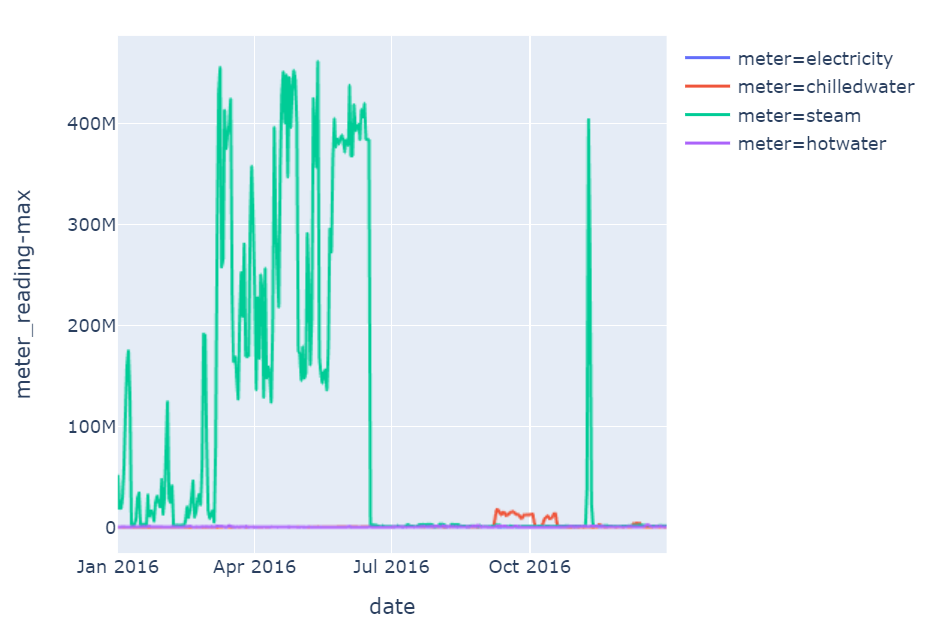 meter=electricity
meter=chilledwater
meter=steam
meter=hotwater
400M
300M
200M
100M
0
meter_reading-max
Jan 2016
Apr 2016
Jul 2016
Oct 2016
date